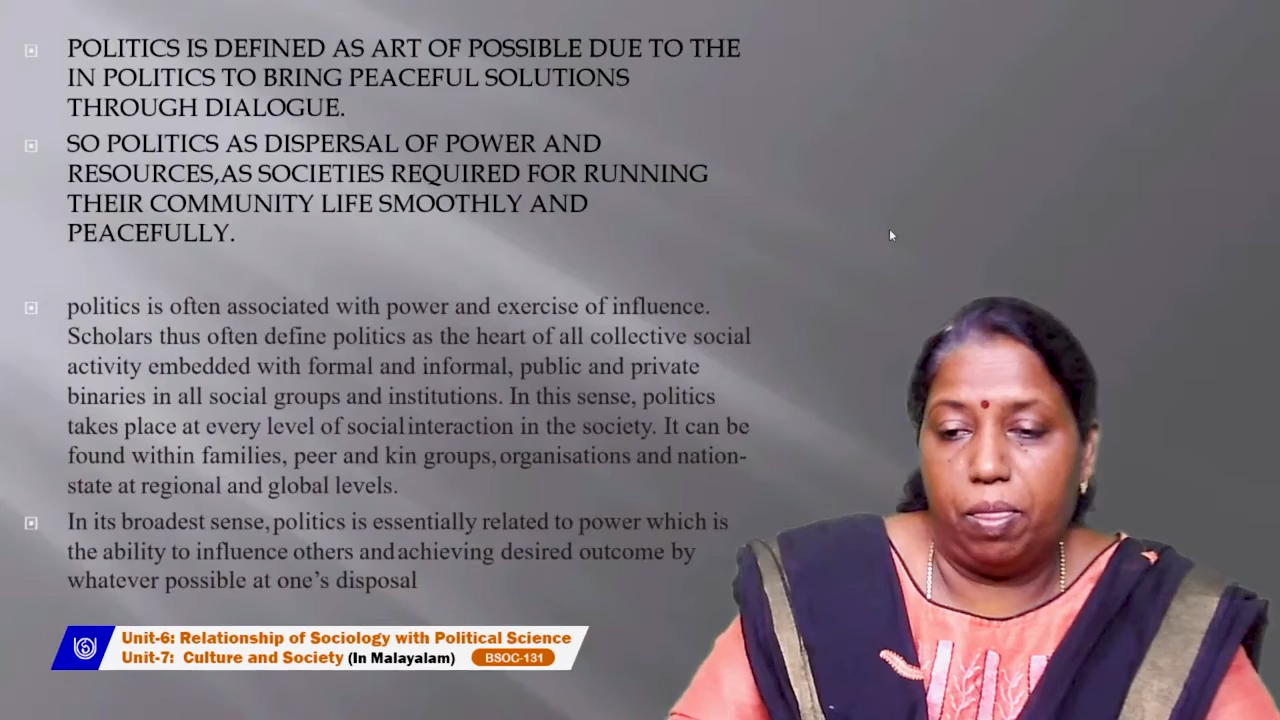 POLITICS IS DEFINED AS ART OF POSSIBLE DUE TO THE
IN POLITICS TO BRING PEACEFUL SOLUTIONS
THROUGH DIALOGUE.
SO POLITICS AS DISPERSAL OF POWER AND
RESOURCES,AS SOCIETIES REQUIRED FOR RUNNING
THEIR COMMUNITY LIFE SMOOTHLY AND
PEACEFULLY.
politics is often associated with power and exercise of influence.
Scholars thus often define politics as the heart of all collective social
activity embedded with formal and informal, public and private
binaries in all social groups and institutions. In this sense, politics
takes place at every level of social interaction in the society. It can be
found within families, peer and kin groups, organisations and nation-
state at regional and global levels.
In its broadest sense, politics is essentially related to power which is
the ability to influence others and achieving desired outcome by
whatever possible at one's disposal
Unit-6: Relationship of Sociology with Political Science
Unit-7: Culture and Society (In Malayalam) BSOC-131